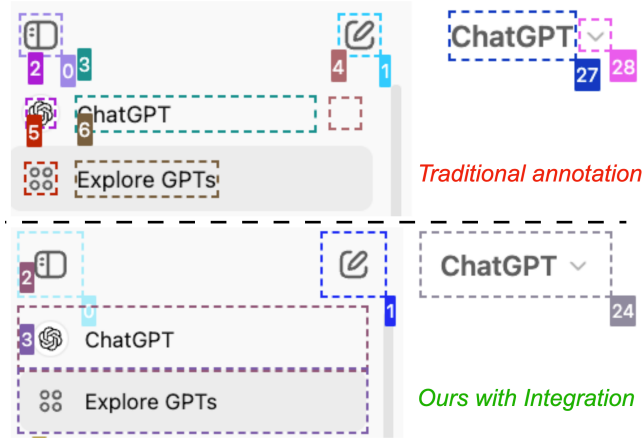 ChatGPT
2 0 3 4 1 27 28
ChatGPT
5 6
Explore GPTs
Traditional annotation
2 ChatGPT
0 1 24
3 ChatGPT
Explore GPTs
Ours with Integration